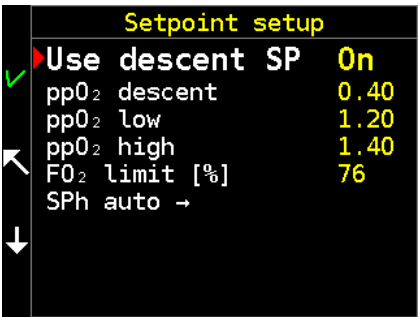 Setpoint setup
Use descent SP On
ppO₂ descent 0.40
ppO₂ low 1.20
ppO₂ high 1.40
FO₂ limit [%] 76
SPh auto →